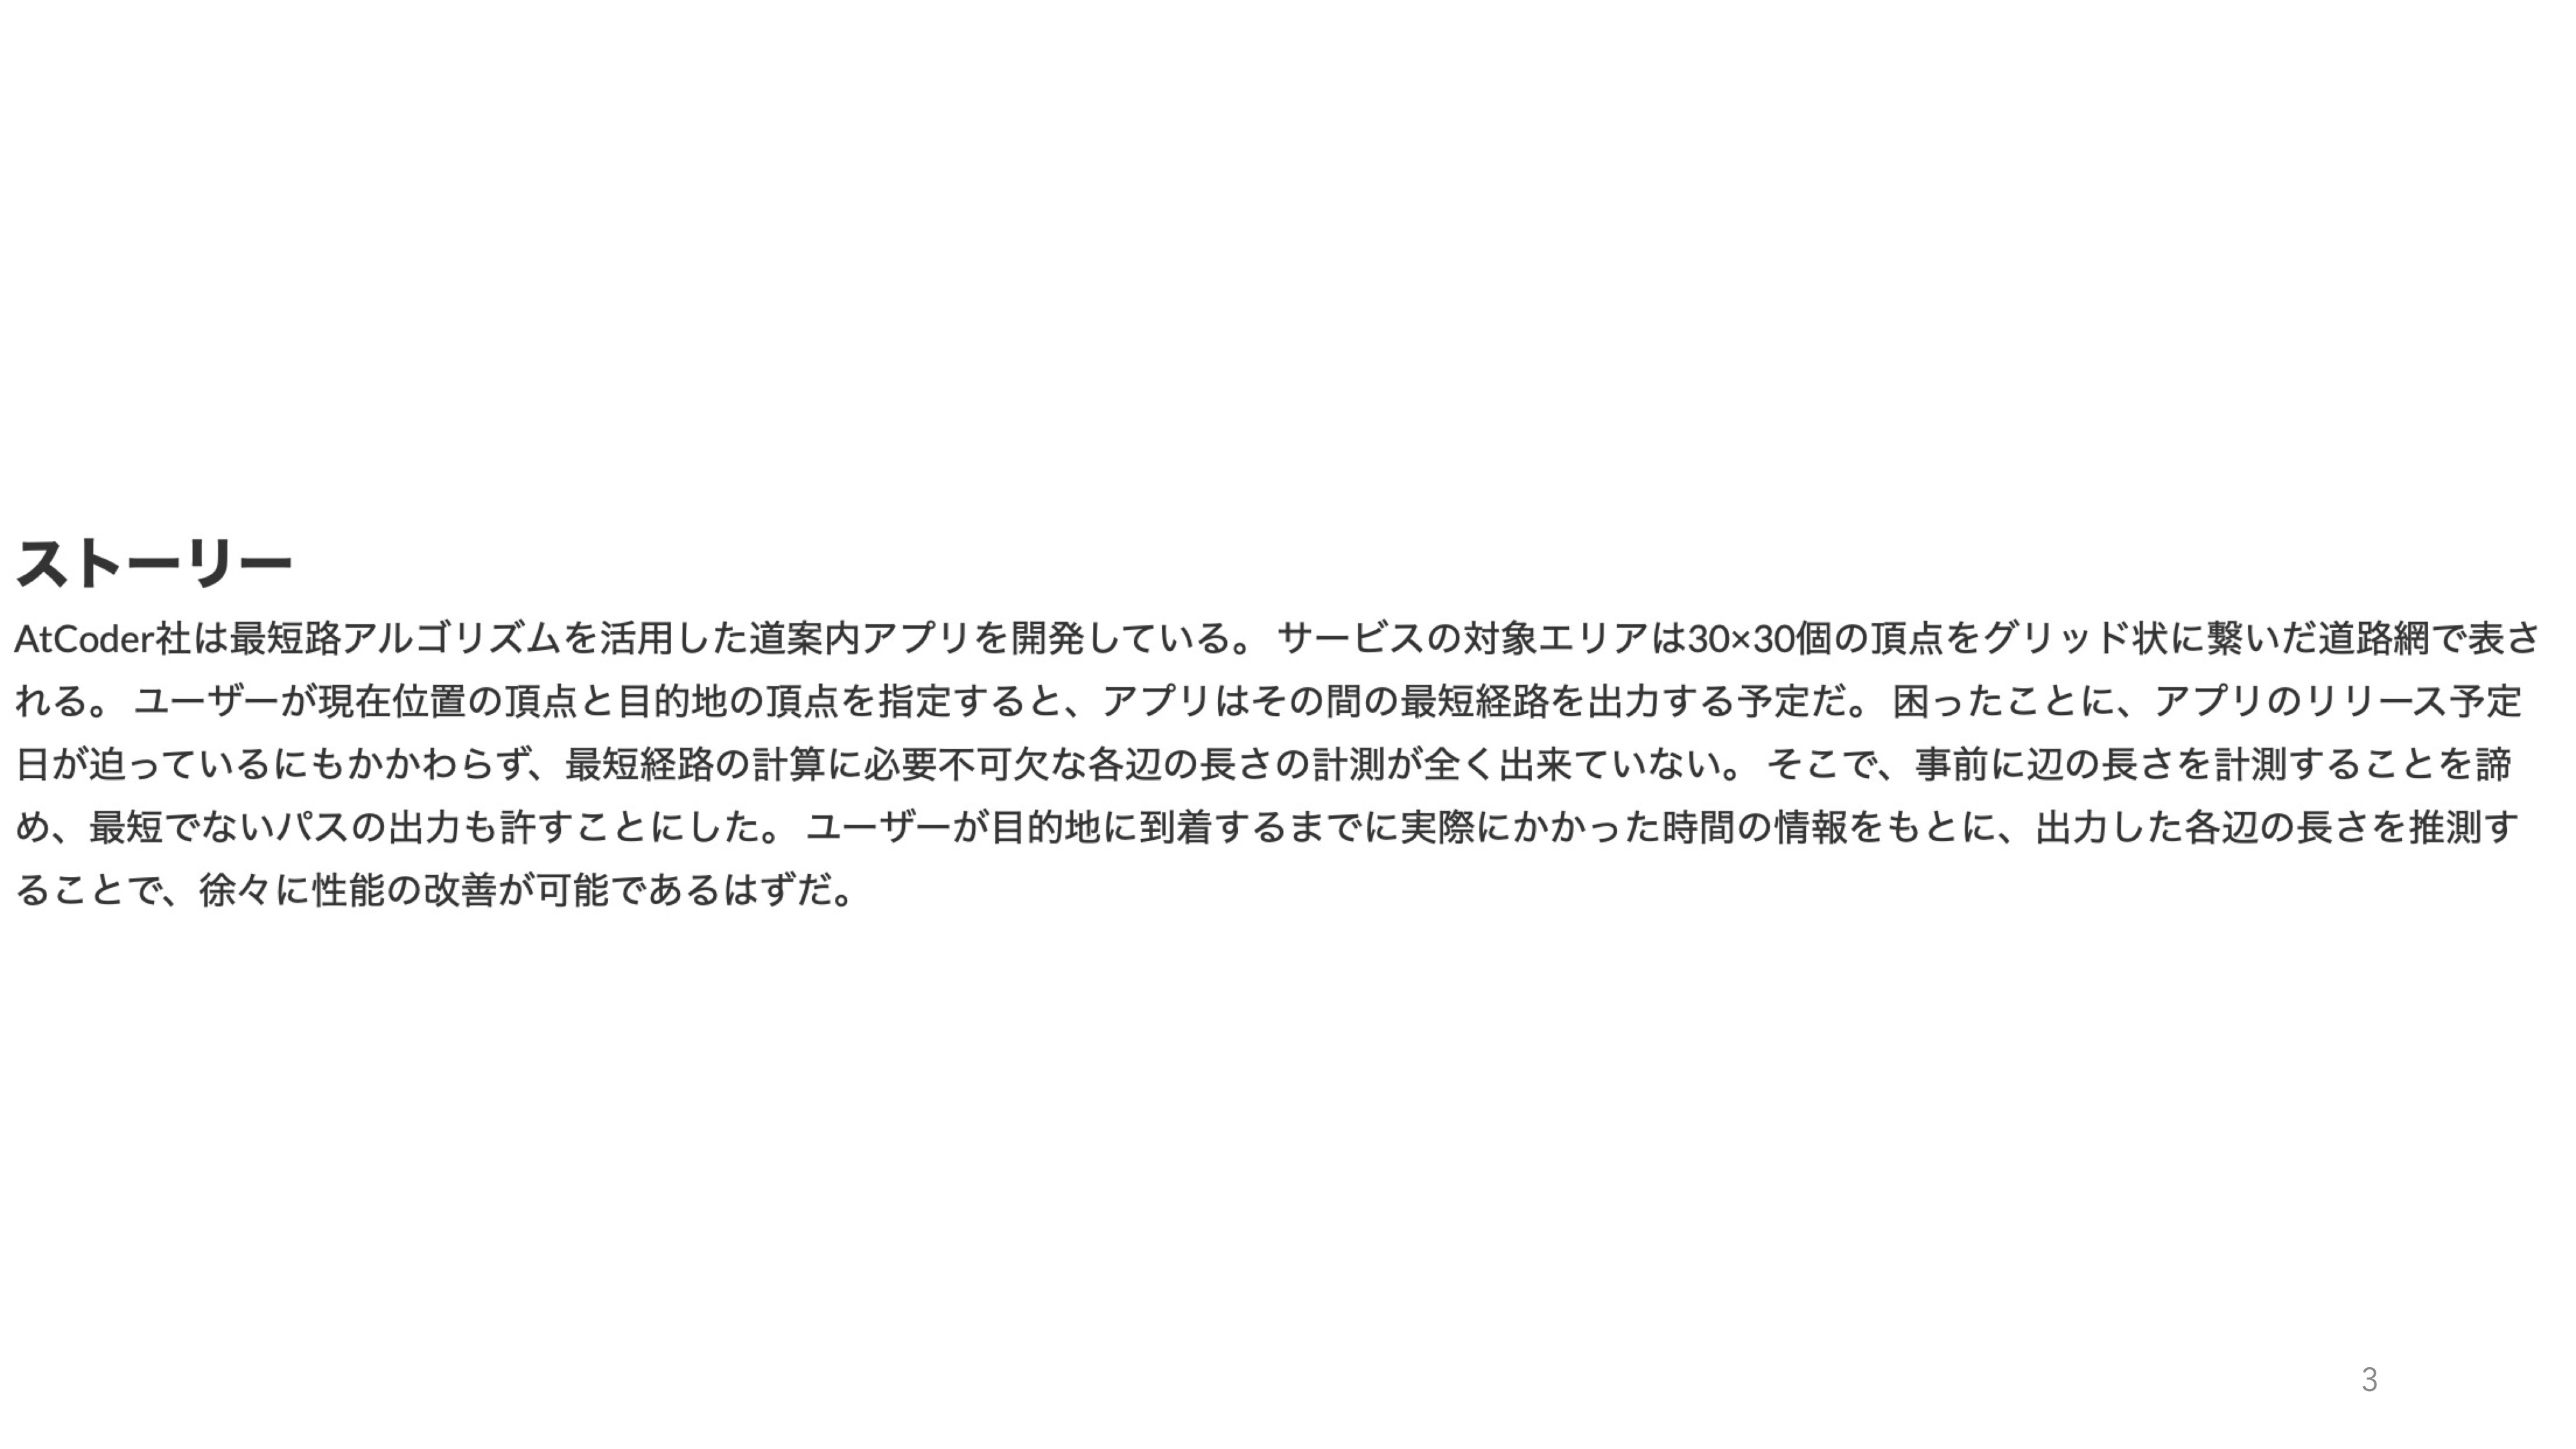 ストーリー
AtCoder社は最短路アルゴリズムを活用した道案内アプリを開発している。 サービスの対象エリアは30×30個の頂点をグリッド状に繋いだ道路網で表さ
れる。 ユーザーが現在位置の頂点と目的地の頂点を指定すると、アプリはその間の最短経路を出力する予定だ。 困ったことに、アプリのリリース予定
日が迫っているにもかかわらず、最短経路の計算に必要不可欠な各辺の長さの計測が全く出来ていない。 そこで、事前に辺の長さを計測することを諦
め、最短でないパスの出力も許すことにした。 ユーザーが目的地に到着するまでに実際にかかった時間の情報をもとに、出力した各辺の長さを推測す
ることで、徐々に性能の改善が可能であるはずだ。
3